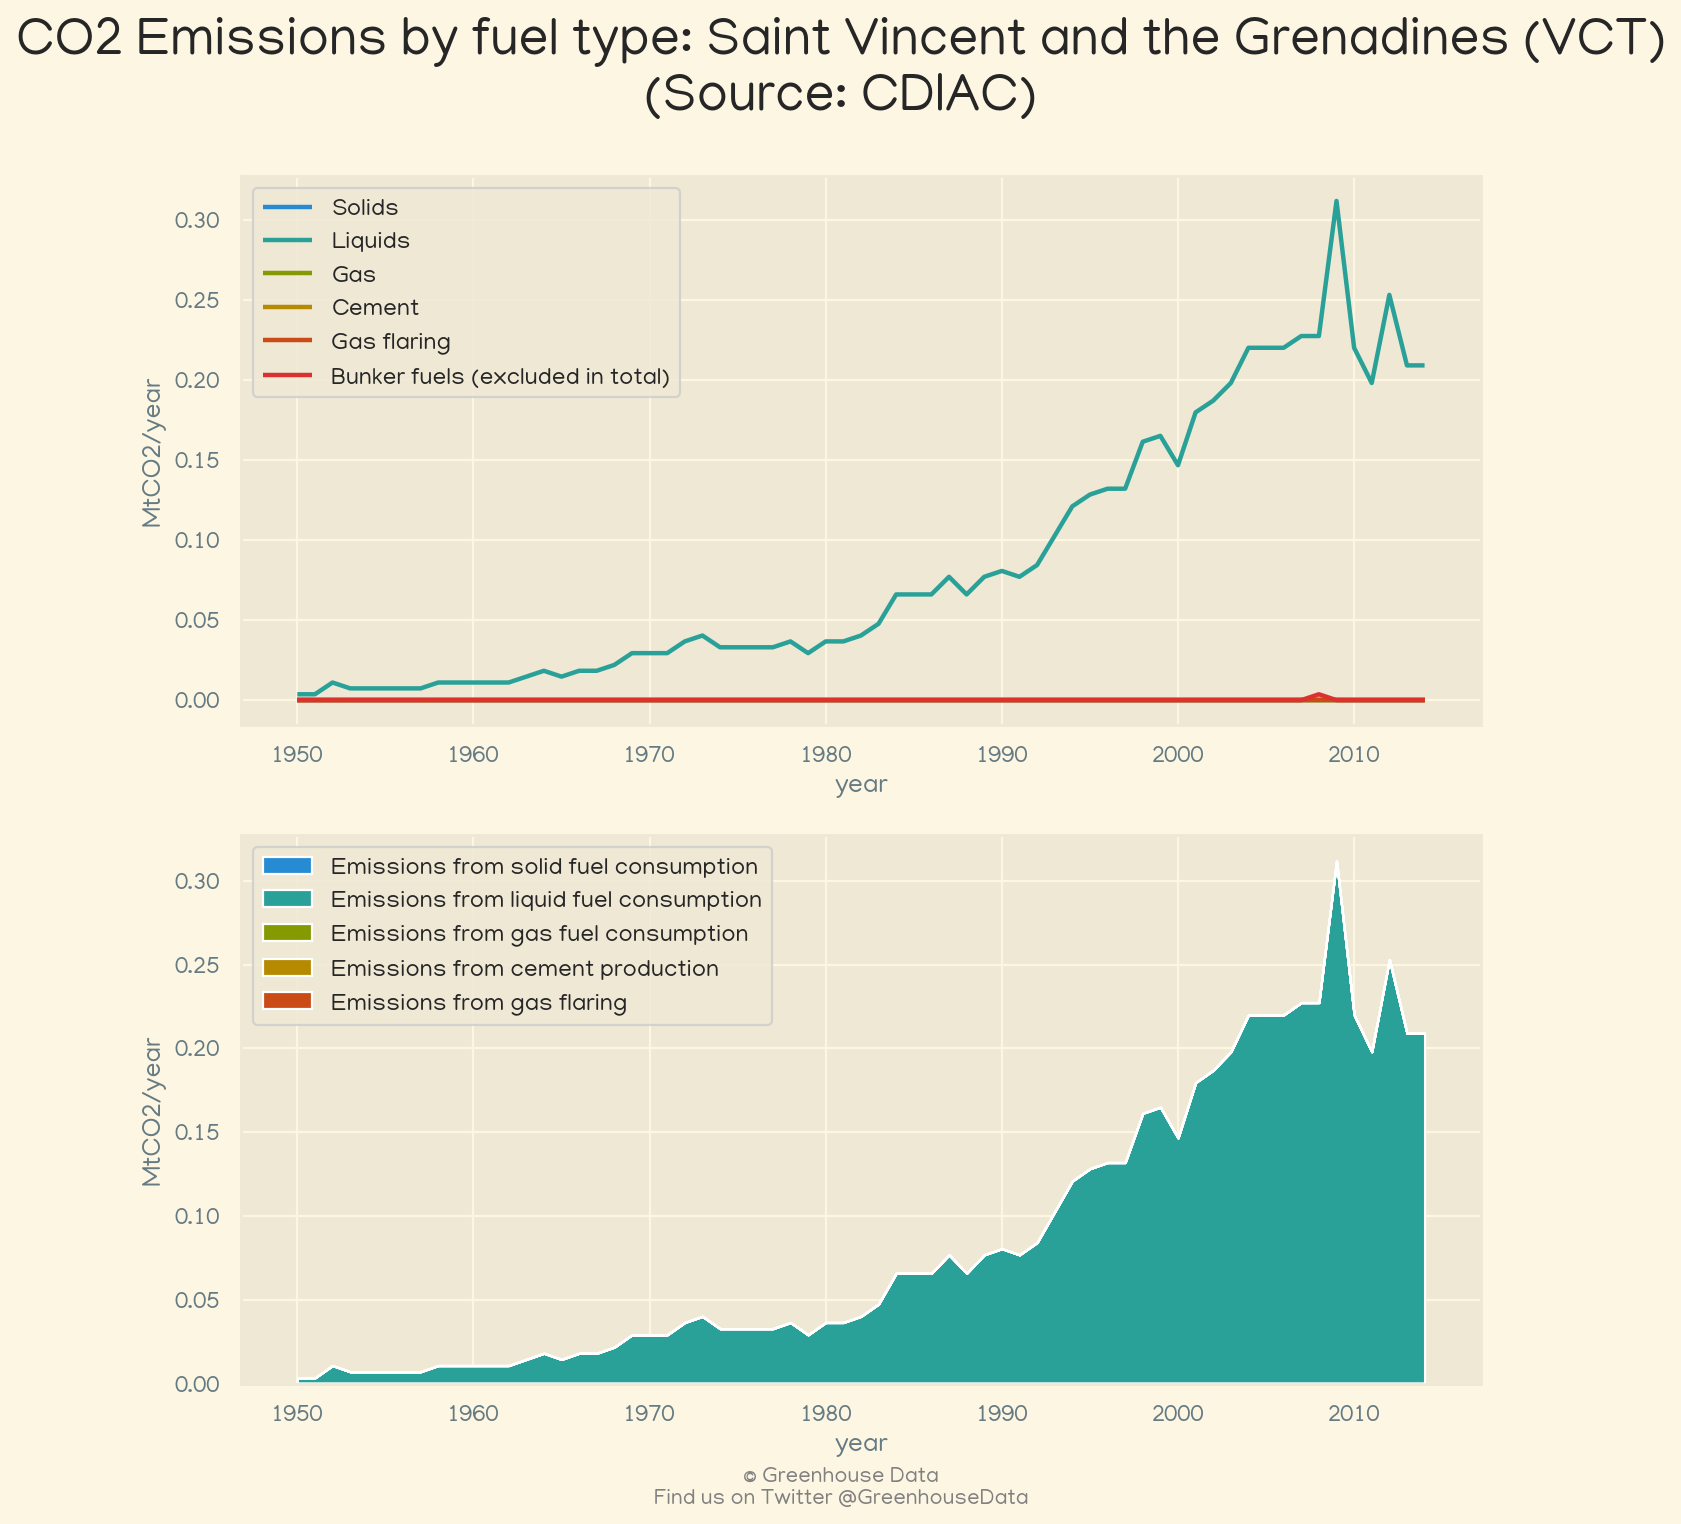 CO2 Emissions by fuel type: Saint Vincent and the Grenadines (VCT)
(Source: CDIAC)
Solids
Liquids
Gas
Cement
Gas flaring
Bunker fuels (excluded in total)
MtCO2/year
0.30
0.25
0.20
0.15
0.10
0.05
0.00
1950 1960 1970 1980 1990 2000 2010
year
Emissions from solid fuel consumption
Emissions from liquid fuel consumption
Emissions from gas fuel consumption
Emissions from cement production
Emissions from gas flaring
MtCO2/year
0.30
0.25
0.20
0.15
0.10
0.05
0.00
1950 1960 1970 1980 1990 2000 2010
year
© Greenhouse Data
Find us on Twitter @GreenhouseData